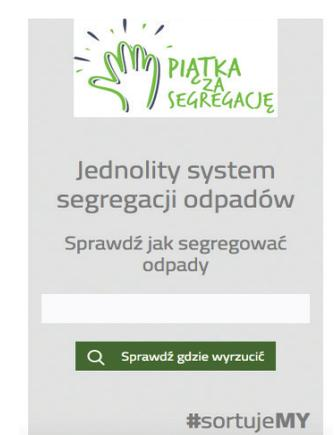 PIĄTKA
ZA
SEGREGACJĘ
Jednolity system
segregacji odpadów
Sprawdź jak segregować
odpady
Sprawdź gdzie wyrzucić
#sortujeMY